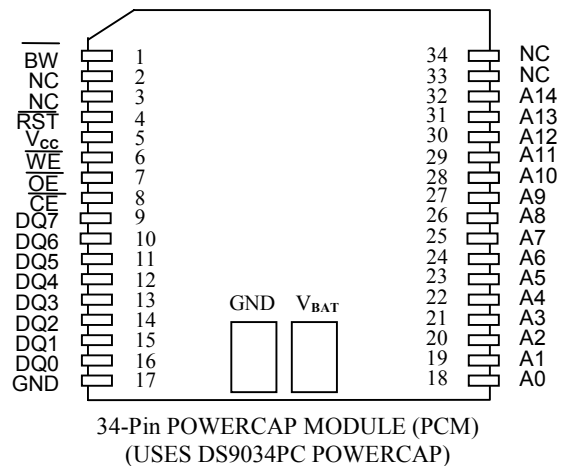 BW 1 34 NC
NC 2 33 NC
NC 3 32 A14
RST 4 31 A13
Vcc 5 30 A12
WE 6 29 A11
OE 7 28 A10
CE 8 27 A9
DQ7 9 26 A8
DQ6 10 25 A7
DQ5 11 24 A6
DQ4 12 23 A5
DQ3 13 22 A4
DQ2 14 21 A3
DQ1 15 20 A2
DQ0 16 19 A1
GND 17 18 A0
GND VBAT
34-Pin POWERCAP MODULE (PCM)
(USES DS9034PC POWERCAP)